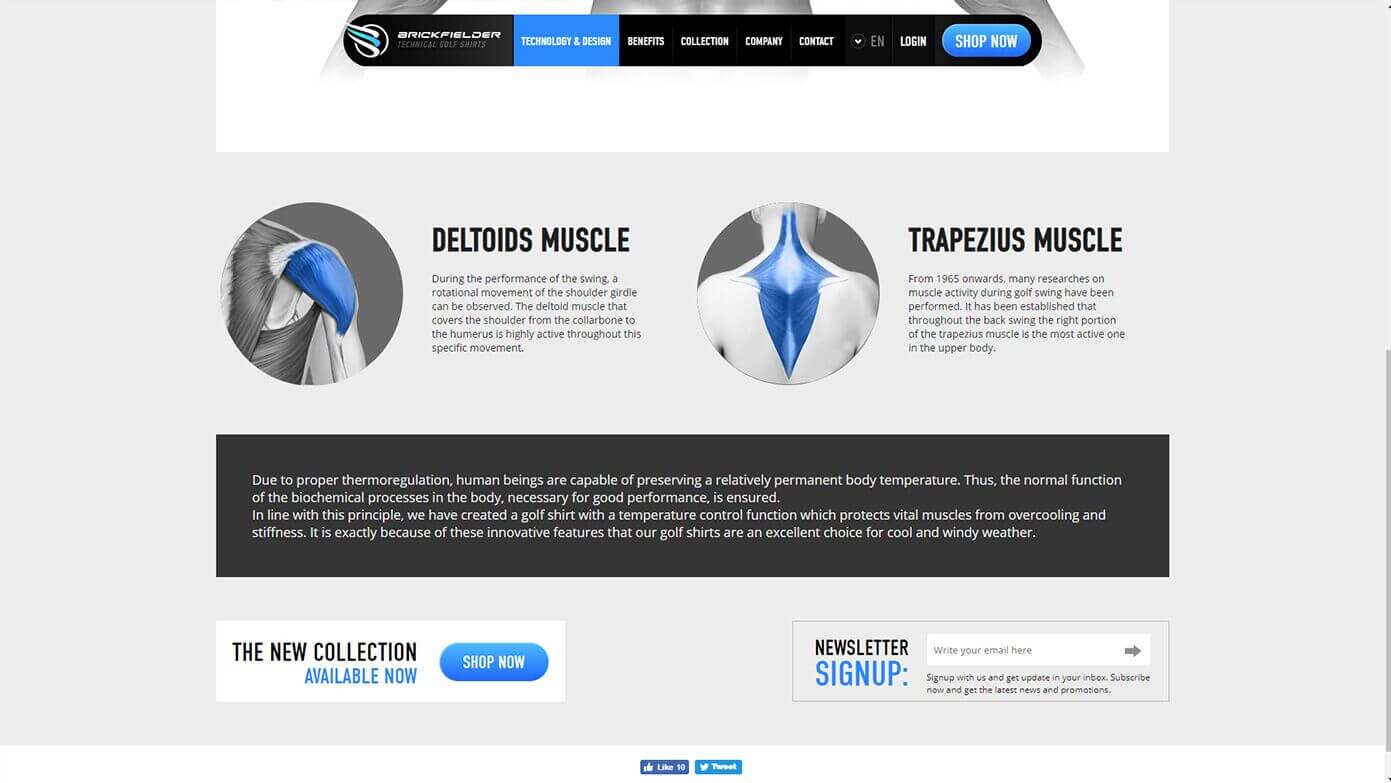 BRICKFIELDER
TECHNICAL GOLF SHIRTS
TECHNOLOGY & DESIGN
BENEFITS
COLLECTION
COMPANY
CONTACT
EN
LOGIN
SHOP NOW
DELTOIDS MUSCLE
During the performance of the swing, a
rotational movement of the shoulder girdle
can be observed. The deltoid muscle that
covers the shoulder from the collarbone to
the humerus is highly active throughout this
specific movement.
TRAPEZIUS MUSCLE
From 1965 onwards, many researches on
muscle activity during golf swing have been
performed. It has been established that
throughout the back swing the right portion
of the trapezius muscle is the most active one
in the upper body.
Due to proper thermoregulation, human beings are capable of preserving a relatively permanent body temperature. Thus, the normal function
of the biochemical processes in the body, necessary for good performance, is ensured.
In line with this principle, we have created a golf shirt with a temperature control function which protects vital muscles from overcooling and
stiffness. It is exactly because of these innovative features that our golf shirts are an excellent choice for cool and windy weather.
THE NEW COLLECTION
AVAILABLE NOW
SHOP NOW
NEWSLETTER
SIGNUP:
Write your email here
Signup with us and get update in your inbox. Subscribe
now and get the latest news and promotions.
Like 10
Tweet